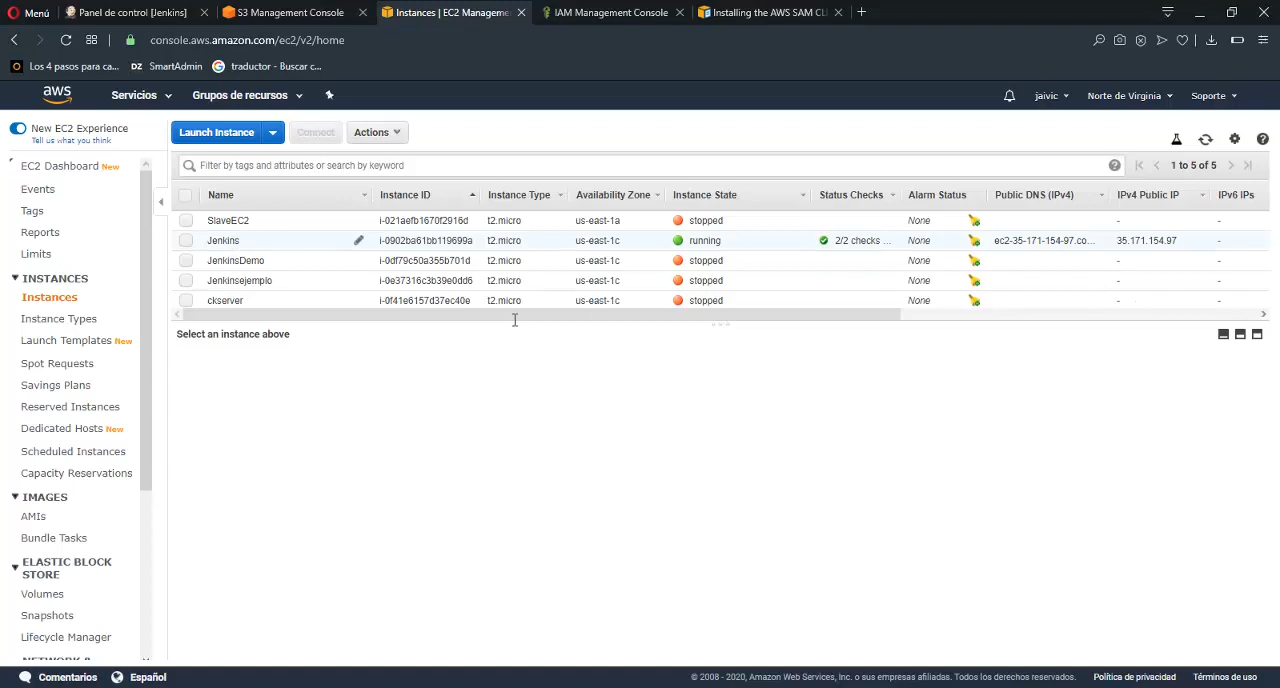 Menú
Panel de control [Jenkins]
S3 Management Console
Instances | EC2 Manageme
IAM Management Console
Installing the AWS SAM CL
console.aws.amazon.com/ec2/v2/home
Los 4 pasos para ca...
DZ SmartAdmin
traductor - Buscar c...
aws
Servicios
Grupos de recursos
jaivic
Norte de Virginia
Soporte
New EC2 Experience
Tell us what you think
Launch Instance
Connect
Actions
EC2 Dashboard New
Events
Tags
Reports
Limits
INSTANCES
Instances
Instance Types
Launch Templates New
Spot Requests
Savings Plans
Reserved Instances
Dedicated Hosts New
Scheduled Instances
Capacity Reservations
IMAGES
AMIs
Bundle Tasks
ELASTIC BLOCK
STORE
Volumes
Snapshots
Lifecycle Manager
Filter by tags and attributes or search by keyword
1 to 5 of 5
Name Instance ID Instance Type Availability Zone Instance State Status Checks Alarm Status Public DNS (IPv4) IPv4 Public IP IPv6 IPs
SlaveEC2 i-021aefb1670f2916d t2.micro us-east-1a stopped None - -
Jenkins i-0902ba61bb119699a t2.micro us-east-1c running 2/2 checks ... None ec2-35-171-154-97.co... 35.171.154.97 -
JenkinsDemo i-0df79c50a355b701d t2.micro us-east-1c stopped None - -
Jenkinsejemplo i-0e37316c3b39e0dd6 t2.micro us-east-1c stopped None - -
ckserver i-0f41e6157d37ec40e t2.micro us-east-1c stopped None - -
Select an instance above
Comentarios
Español
© 2008 - 2020, Amazon Web Services, Inc. o sus empresas afiliadas. Todos los derechos reservados.
Política de privacidad
Términos de uso